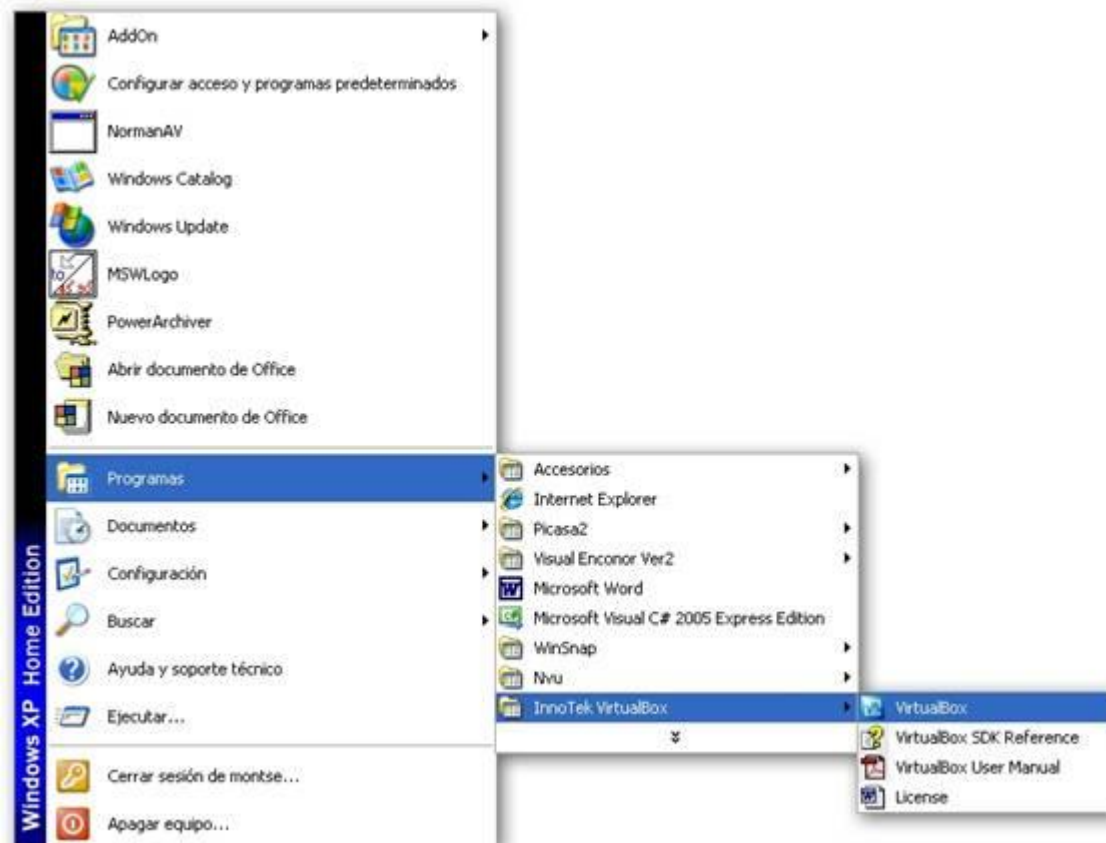 AddOn
Configurar acceso y programas predeterminados
NormanAV
Windows Catalog
Windows Update
MSWLogo
PowerArchiver
Abrir documento de Office
Nuevo documento de Office
Programas
Documentos
Configuración
Buscar
Ayuda y soporte técnico
Ejecutar...
Cerrar sesión de montse...
Apagar equipo...
Windows XP Home Edition
Accesorios
Internet Explorer
Picasa2
Visual Enconor Ver2
Microsoft Word
Microsoft Visual C# 2005 Express Edition
WinSnap
Nvu
InnoTek VirtualBox
VirtualBox
VirtualBox SDK Reference
VirtualBox User Manual
License